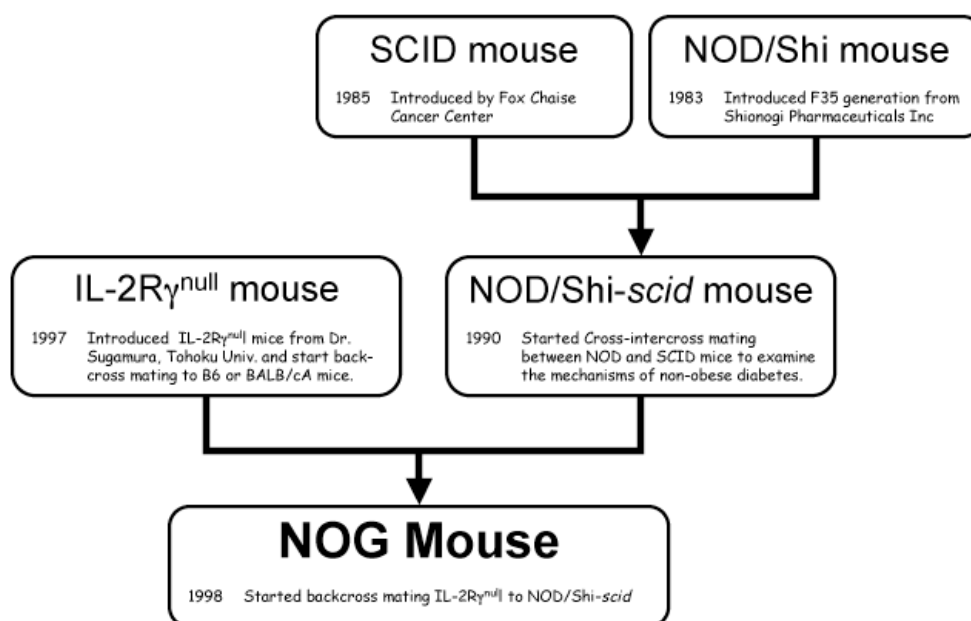 SCID mouse
1985 Introduced by Fox Chaise
Cancer Center
NOD/Shi mouse
1983 Introduced F35 generation from
Shionogi Pharmaceuticals Inc
IL-2Rγnull mouse
1997 Introduced IL-2Rγnull mice from Dr.
Sugamura, Tohoku Univ. and start back-
cross mating to B6 or BALB/cA mice.
NOD/Shi-scid mouse
1990 Started Cross-intercross mating
between NOD and SCID mice to examine
the mechanisms of non-obese diabetes.
NOG Mouse
1998 Started backcross mating IL-2Rγnull to NOD/Shi-scid